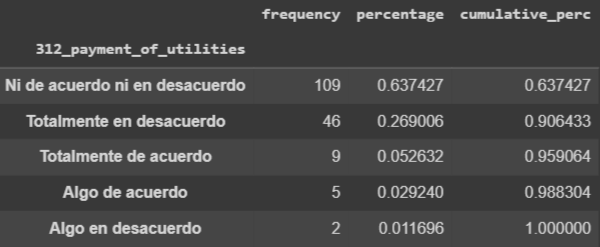 frequency percentage cumulative_perc
312_payment_of_utilities
Ni de acuerdo ni en desacuerdo 109 0.637427 0.637427
Totalmente en desacuerdo 46 0.269006 0.906433
Totalmente de acuerdo 9 0.052632 0.959064
Algo de acuerdo 5 0.029240 0.988304
Algo en desacuerdo 2 0.011696 1.000000